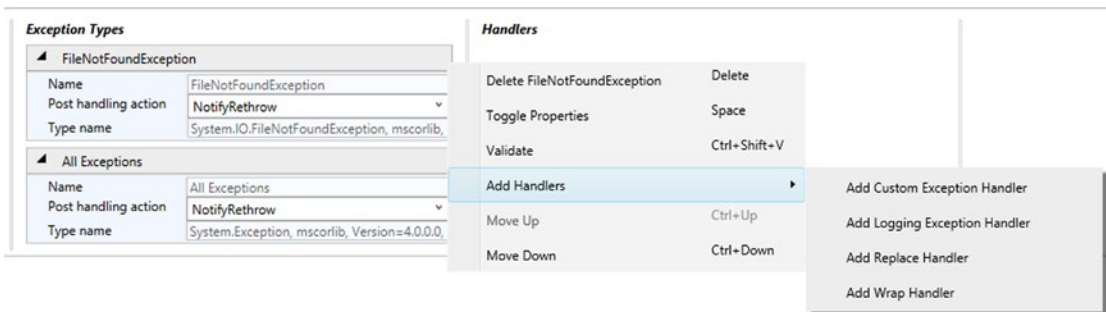 Exception Types
Handlers
FileNotFoundException
Name FileNotFoundException
Post handling action NotifyRethrow
Type name System.IO.FileNotFoundException, mscorlib,
All Exceptions
Name All Exceptions
Post handling action NotifyRethrow
Type name System.Exception, mscorlib, Version=4.0.0.0,
Delete FileNotFoundException Delete
Toggle Properties Space
Validate Ctrl+Shift+V
Add Handlers
Move Up Ctrl+Up
Move Down Ctrl+Down
Add Custom Exception Handler
Add Logging Exception Handler
Add Replace Handler
Add Wrap Handler